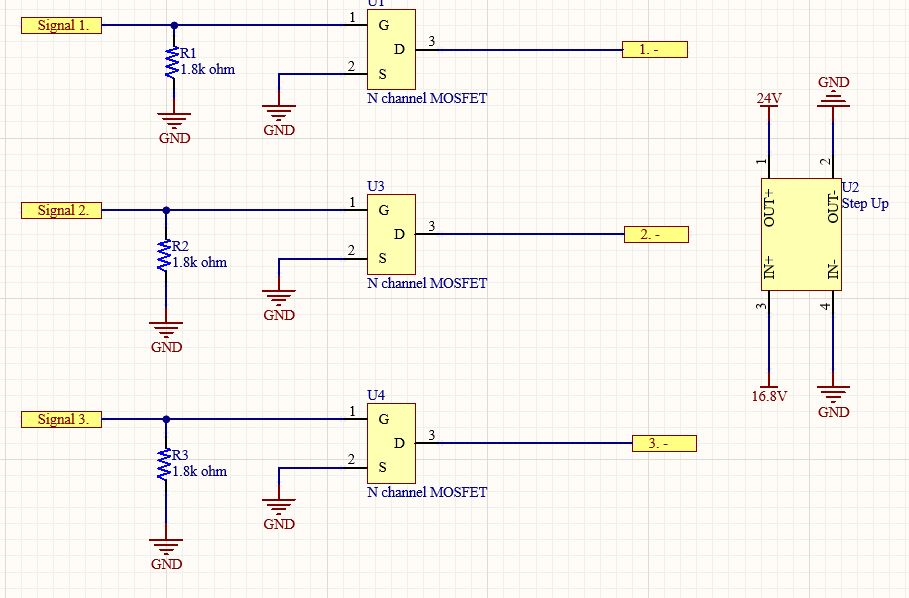 U1
Signal 1.
1
G
R1
1.8k ohm
D
3
1. -
2
S
N channel MOSFET
GND
GND
24V
GND
1
2
U2
Step Up
OUT+
OUT-
IN+
IN-
3
4
16.8V
GND
U3
Signal 2.
1
G
R2
1.8k ohm
D
3
2. -
2
S
N channel MOSFET
GND
GND
U4
Signal 3.
1
G
R3
1.8k ohm
D
3
3. -
2
S
N channel MOSFET
GND
GND